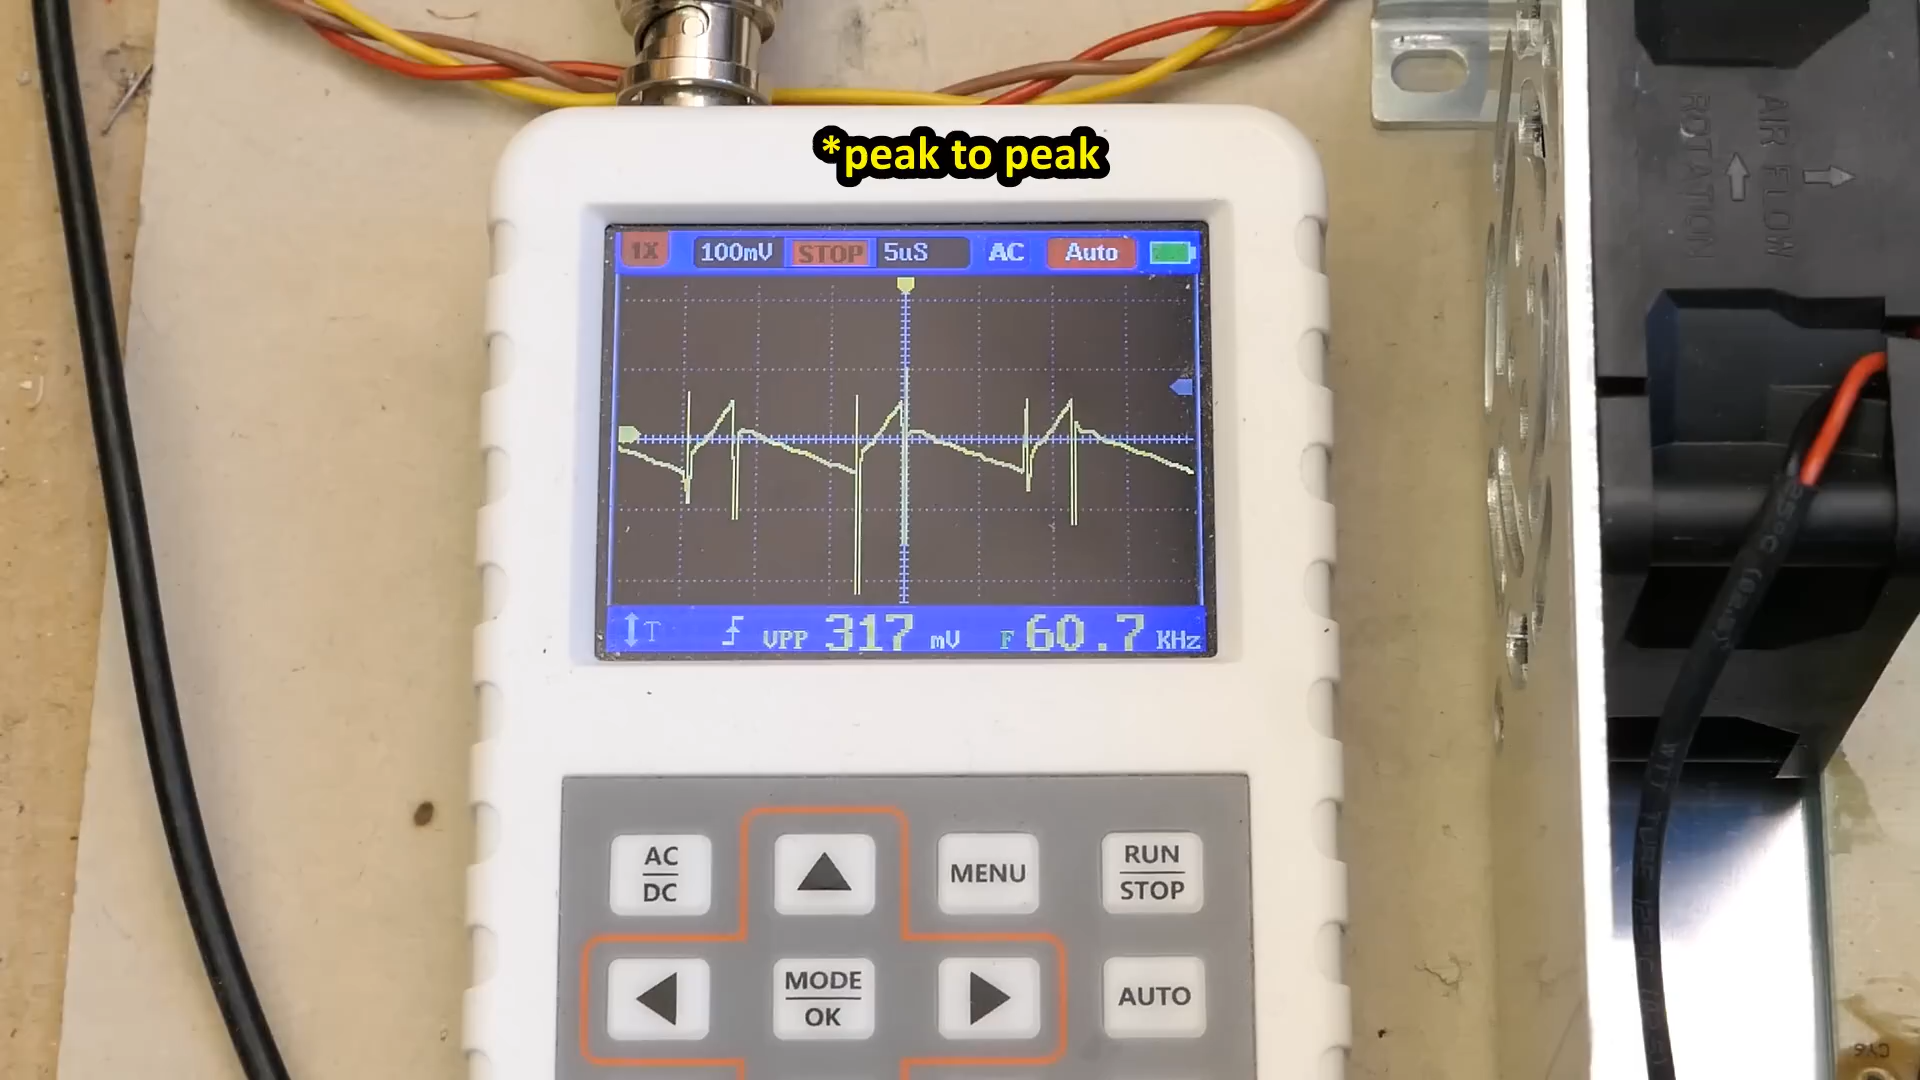 *peak to peak
1X 100mV STOP 5uS AC Auto
T VPP 317 mV F 60.7 KHz
AC
DC
MENU
RUN
STOP
MODE
OK
AUTO
AIR FLOW
ROTATION